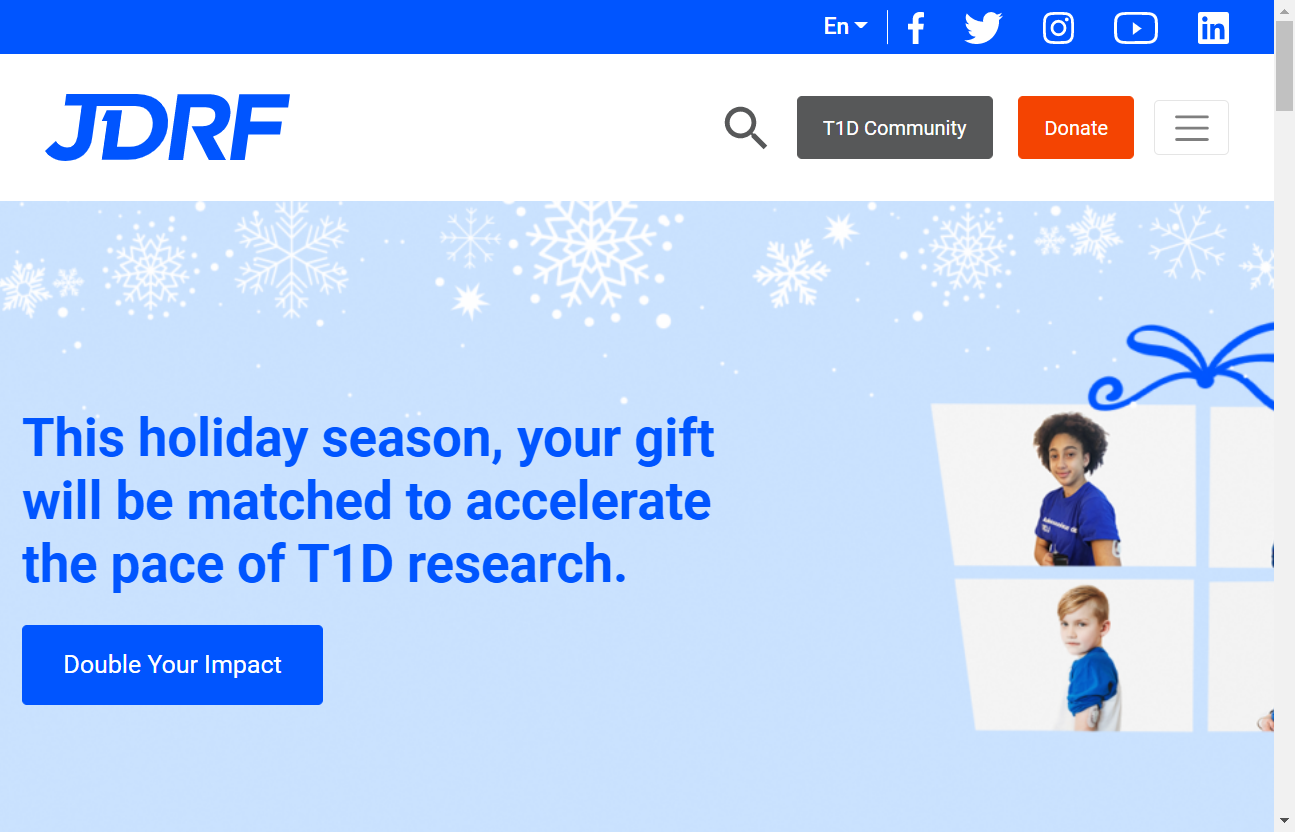 En
JDRF
T1D Community
Donate
This holiday season, your gift
will be matched to accelerate
the pace of T1D research.
Double Your Impact